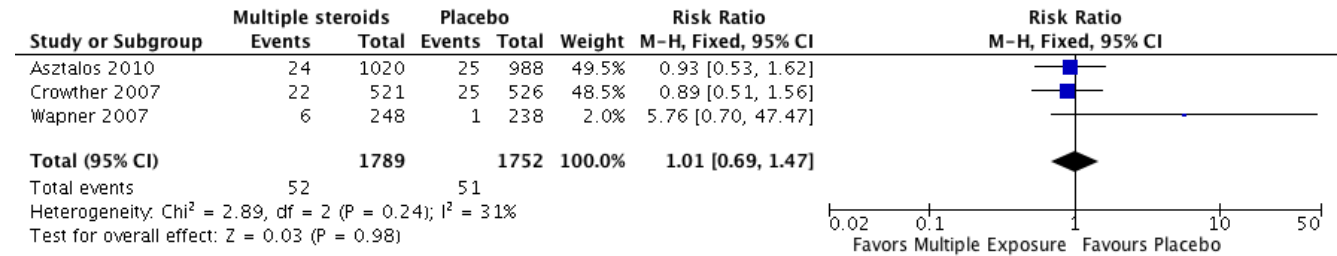 Multiple steroids Placebo Risk Ratio Risk Ratio
Study or Subgroup Events Total Events Total Weight M-H, Fixed, 95% CI M-H, Fixed, 95% CI
Asztalos 2010 24 1020 25 988 49.5% 0.93 [0.53, 1.62]
Crowther 2007 22 521 25 526 48.5% 0.89 [0.51, 1.56]
Wapner 2007 6 248 1 238 2.0% 5.76 [0.70, 47.47]
Total (95% CI) 1789 1752 100.0% 1.01 [0.69, 1.47]
Total events 52 51
Heterogeneity: Chi² = 2.89, df = 2 (P = 0.24); I² = 31%
Test for overall effect: Z = 0.03 (P = 0.98)
0.02 0.1 1 10 50
Favors Multiple Exposure Favours Placebo